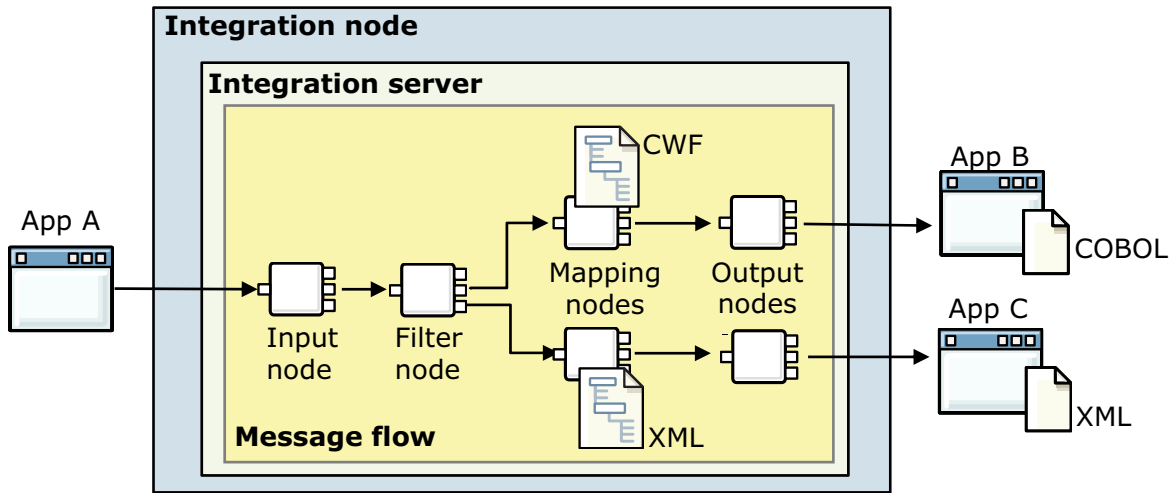 Integration node
Integration server
CWF
App B
App A
COBOL
Mapping
nodes
Output
nodes
Input
node
Filter
node
App C
XML
XML
Message flow